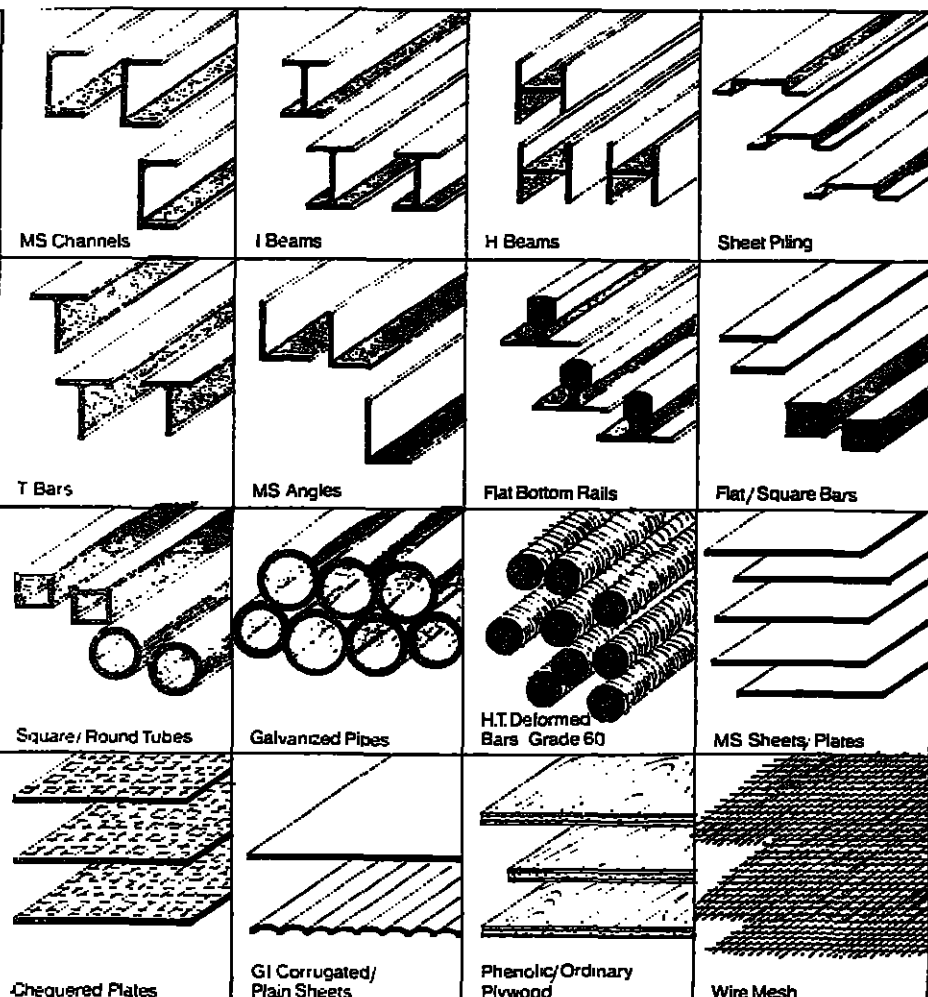 MS Channels
I Beams
H Beams
Sheet Piling
T Bars
MS Angles
Flat Bottom Rails
Flat/Square Bars
Square/Round Tubes
Galvanized Pipes
H.T. Deformed
Bars Grade 60
MS Sheets/Plates
Chequered Plates
GI Corrugated/
Plain Sheets
Phenolic/Ordinary
Plywood
Wire Mesh